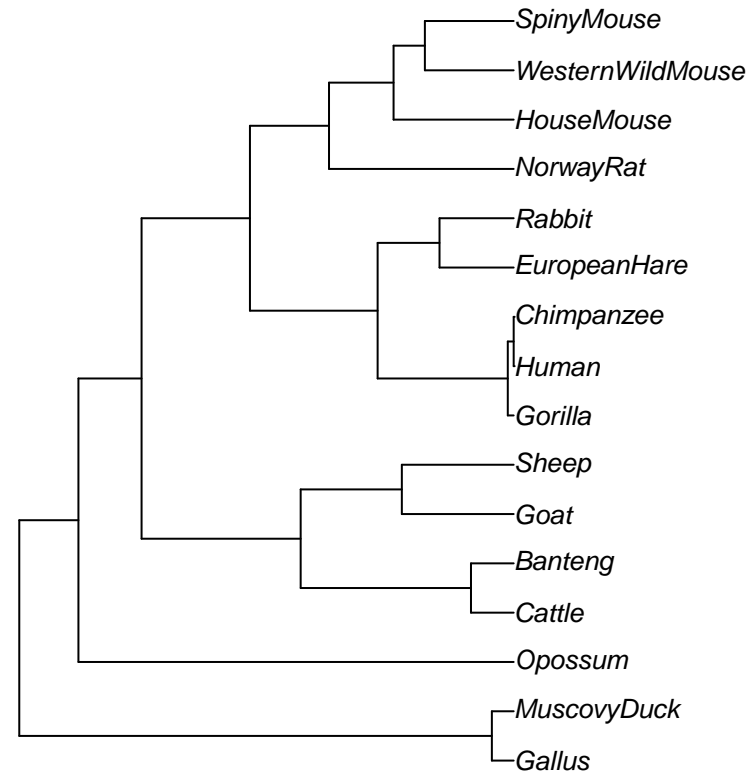 SpinyMouse
WesternWildMouse
HouseMouse
NorwayRat
Rabbit
EuropeanHare
Chimpanzee
Human
Gorilla
Sheep
Goat
Banteng
Cattle
Opossum
MuscovyDuck
Gallus